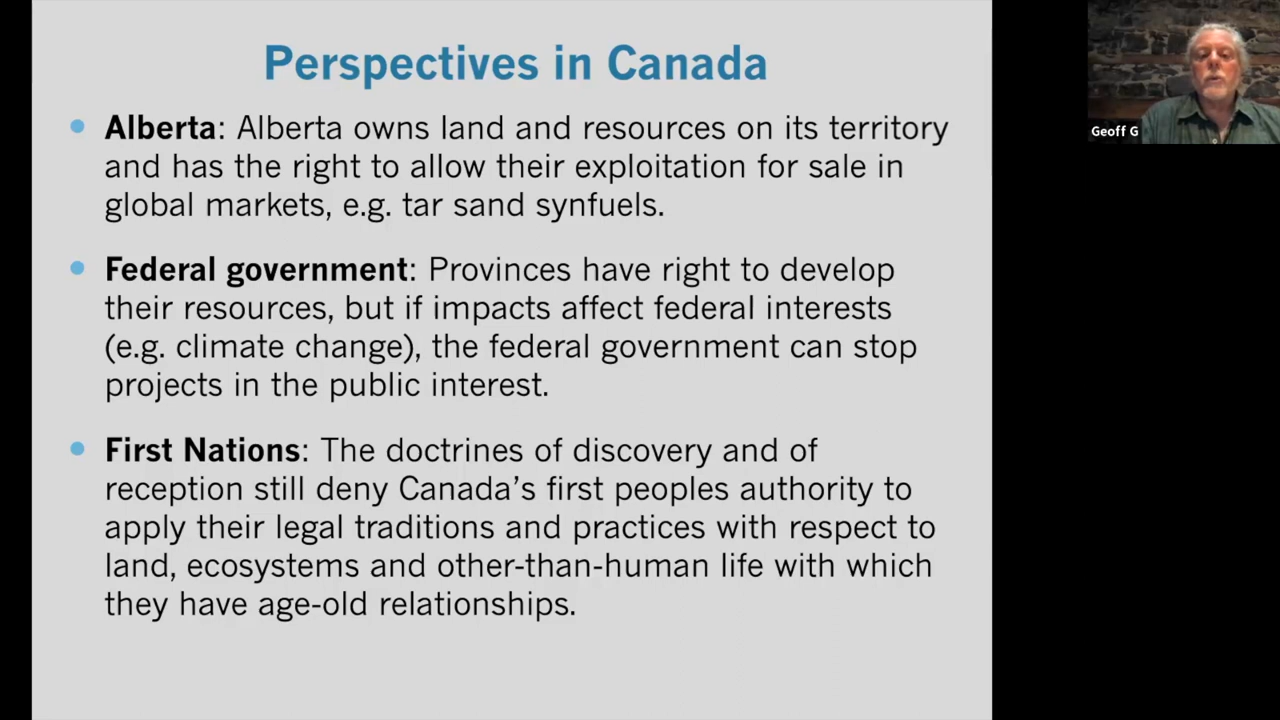 Perspectives in Canada
• Alberta: Alberta owns land and resources on its territory
and has the right to allow their exploitation for sale in
global markets, e.g. tar sand synfuels.
• Federal government: Provinces have right to develop
their resources, but if impacts affect federal interests
(e.g. climate change), the federal government can stop
projects in the public interest.
• First Nations: The doctrines of discovery and of
reception still deny Canada’s first peoples authority to
apply their legal traditions and practices with respect to
land, ecosystems and other-than-human life with which
they have age-old relationships.
Geoff G